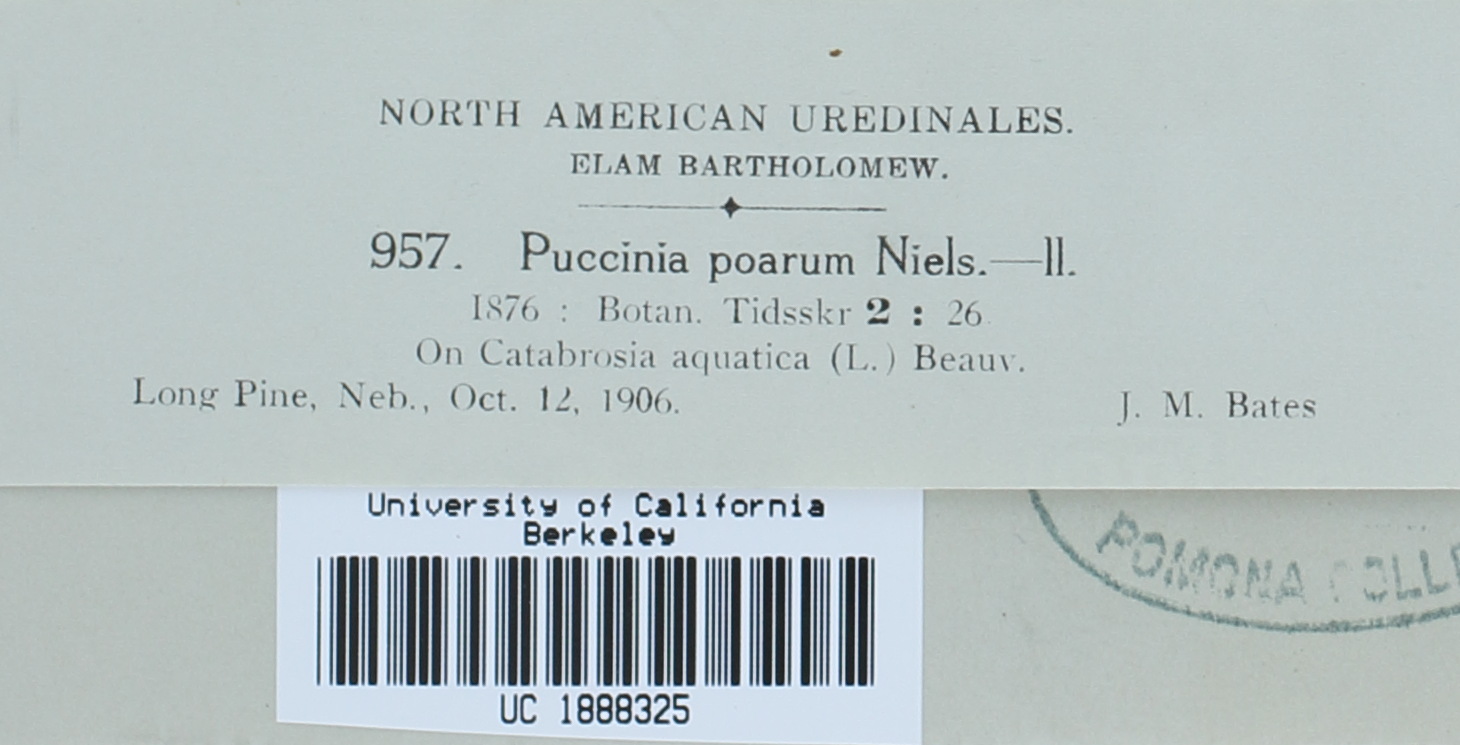 NORTH AMERICAN UREDINALES.
ELAM BARTHOLOMEW.
957. Puccinia poarum Niels.—II.
1876 : Botan. Tidsskr 2 : 26.
On Catabrosia aquatica (L.) Beauv.
Long Pine, Neb., Oct. 12, 1906. J. M. Bates
University of California
Berkeley
UC 1888325
POMONA